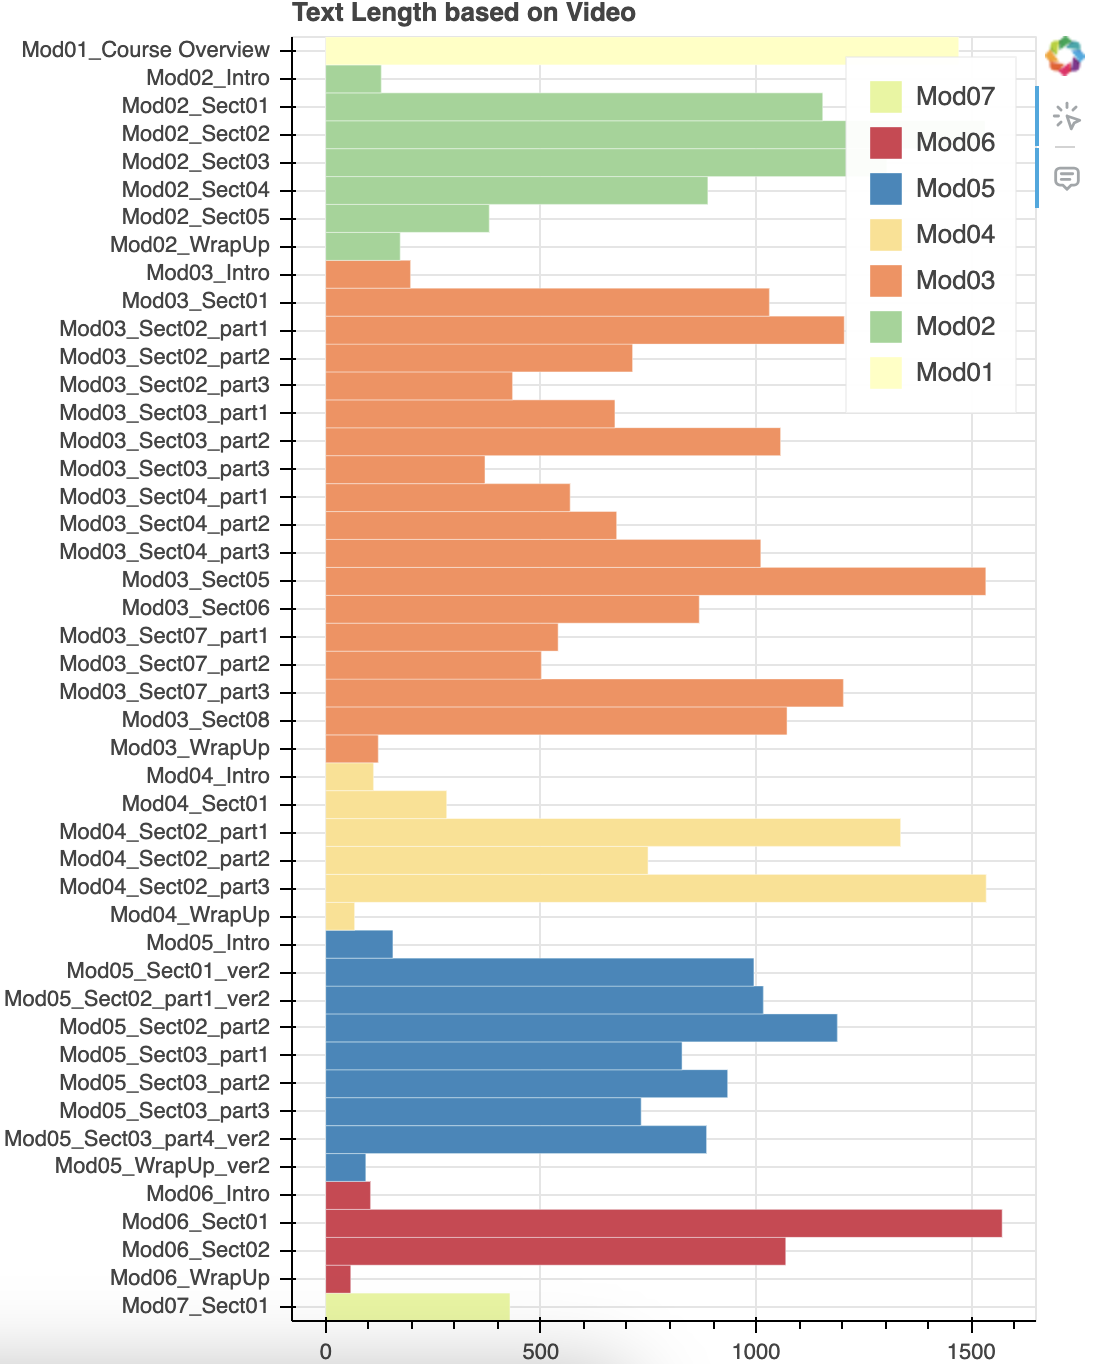 Text Length based on Video
Mod01_Course Overview
Mod02_Intro
Mod02_Sect01
Mod02_Sect02
Mod02_Sect03
Mod02_Sect04
Mod02_Sect05
Mod02_WrapUp
Mod03_Intro
Mod03_Sect01
Mod03_Sect02_part1
Mod03_Sect02_part2
Mod03_Sect02_part3
Mod03_Sect03_part1
Mod03_Sect03_part2
Mod03_Sect03_part3
Mod03_Sect04_part1
Mod03_Sect04_part2
Mod03_Sect04_part3
Mod03_Sect05
Mod03_Sect06
Mod03_Sect07_part1
Mod03_Sect07_part2
Mod03_Sect07_part3
Mod03_Sect08
Mod03_WrapUp
Mod04_Intro
Mod04_Sect01
Mod04_Sect02_part1
Mod04_Sect02_part2
Mod04_Sect02_part3
Mod04_WrapUp
Mod05_Intro
Mod05_Sect01_ver2
Mod05_Sect02_part1_ver2
Mod05_Sect02_part2
Mod05_Sect03_part1
Mod05_Sect03_part2
Mod05_Sect03_part3
Mod05_Sect03_part4_ver2
Mod05_WrapUp_ver2
Mod06_Intro
Mod06_Sect01
Mod06_Sect02
Mod06_WrapUp
Mod07_Sect01
0 500 1000 1500
Mod07
Mod06
Mod05
Mod04
Mod03
Mod02
Mod01